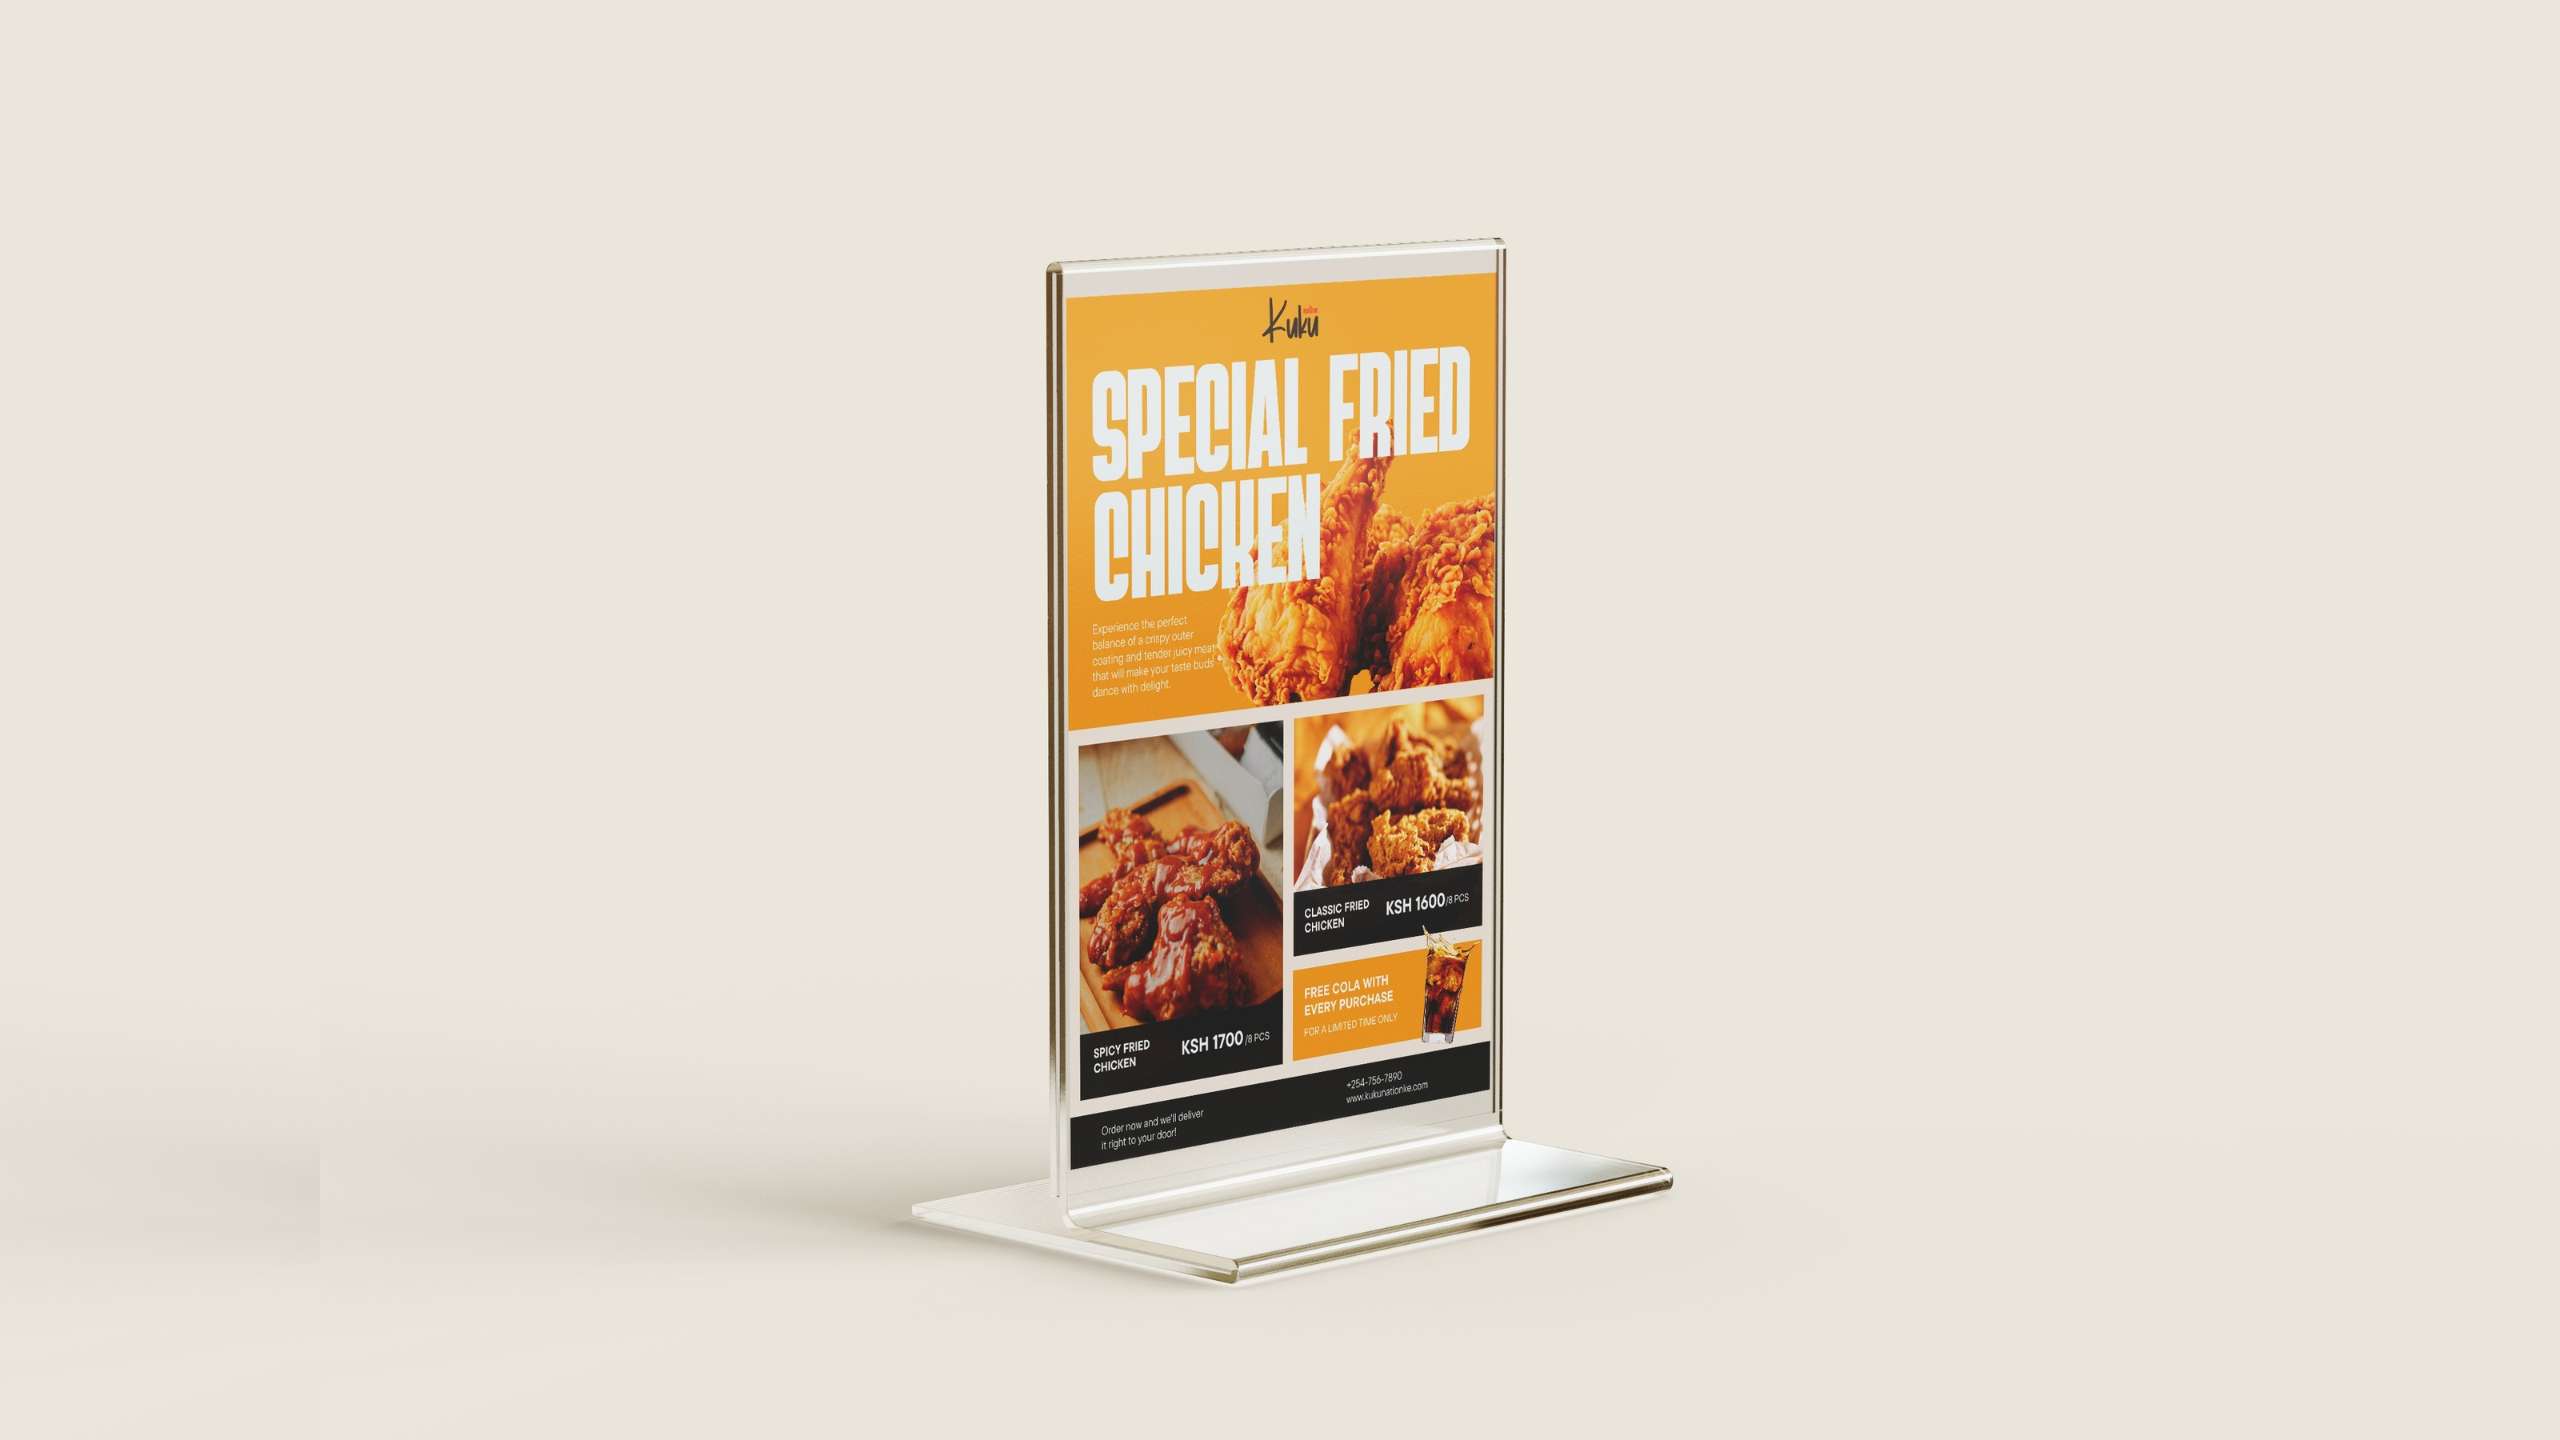 Kuku
nation
SPECIAL FRIED
CHICKEN
Experience the perfect
balance of a crispy outer
coating and tender juicy meat
that will make your taste buds
dance with delight.
CLASSIC FRIED
CHICKEN
KSH 1600/8 PCS
FREE COLA WITH
EVERY PURCHASE
FOR A LIMITED TIME ONLY
SPICY FRIED
CHICKEN
KSH 1700/8 PCS
Order now and we'll deliver
it right to your door!
+254-756-7890
www.kukunationke.com